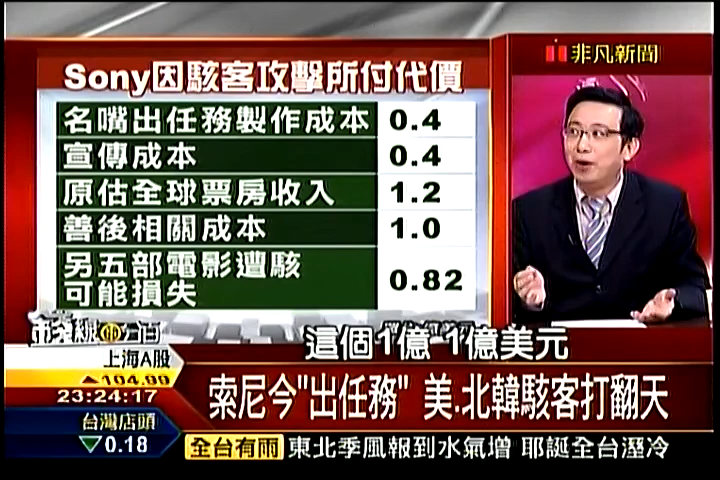 非凡新聞
Sony因駭客攻擊所付代價
名嘴出任務製作成本 0.4
宣傳成本 0.4
原估全球票房收入 1.2
善後相關成本 1.0
另五部電影遭駭
可能損失 0.82
這個1億 1億美元
上海A股
▲104.99
23:24:17
索尼今"出任務" 美.北韓駭客打翻天
台灣店頭
▽0.18
全台有雨 東北季風報到水氣增 耶誕全台溼冷